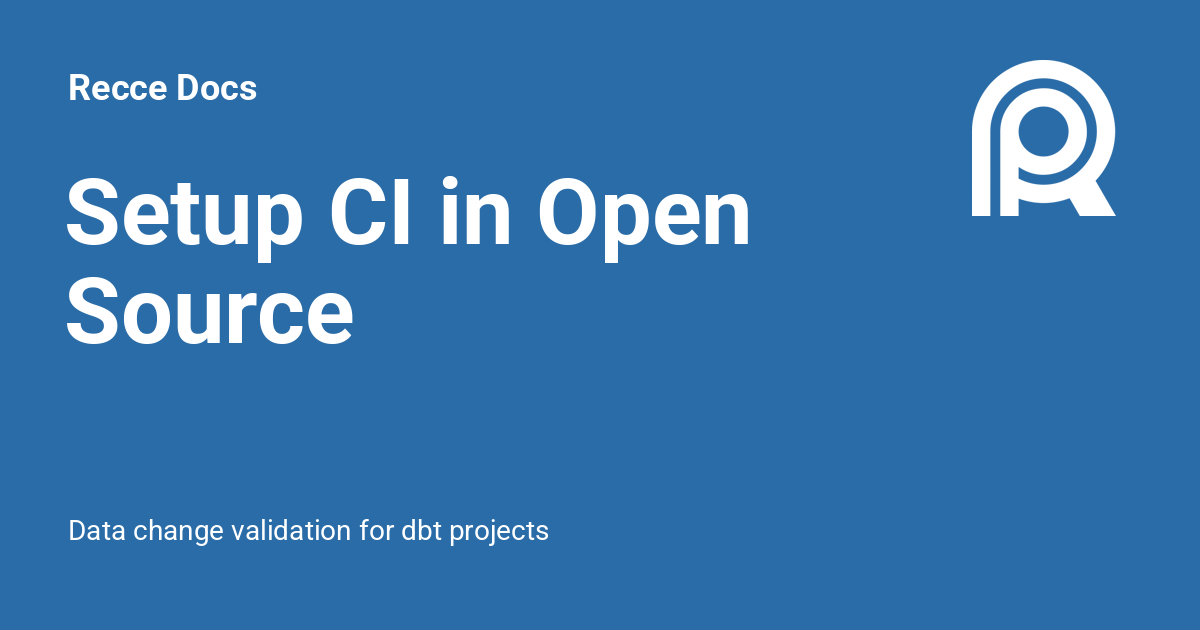 Recce Docs
Setup CI in Open
Source
Data change validation for dbt projects